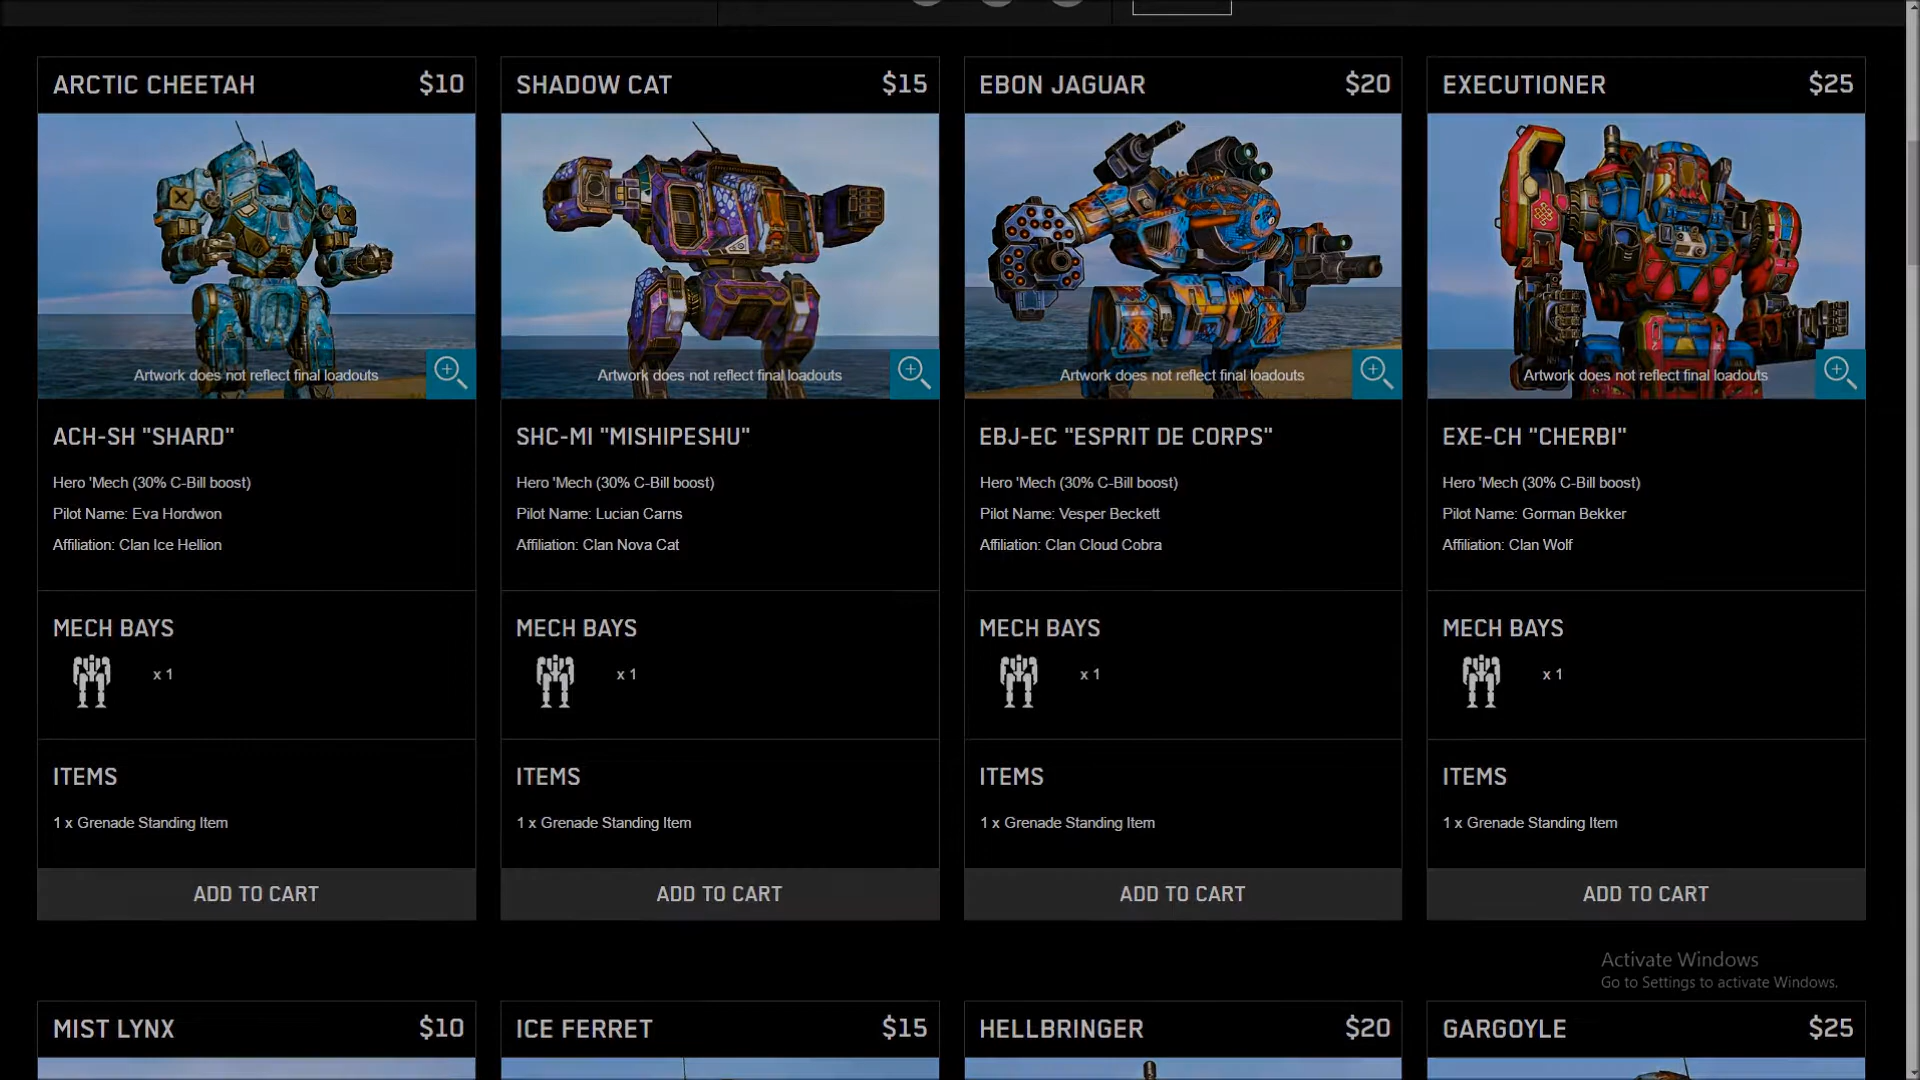 ARCTIC CHEETAH $10
Artwork does not reflect final loadouts
ACH-SH "SHARD"
Hero 'Mech (30% C-Bill boost)
Pilot Name: Eva Hordwon
Affiliation: Clan Ice Hellion
MECH BAYS
x 1
ITEMS
1 x Grenade Standing Item
ADD TO CART
SHADOW CAT $15
Artwork does not reflect final loadouts
SHC-MI "MISHIPESHU"
Hero 'Mech (30% C-Bill boost)
Pilot Name: Lucian Carns
Affiliation: Clan Nova Cat
MECH BAYS
x 1
ITEMS
1 x Grenade Standing Item
ADD TO CART
EBON JAGUAR $20
Artwork does not reflect final loadouts
EBJ-EC "ESPRIT DE CORPS"
Hero 'Mech (30% C-Bill boost)
Pilot Name: Vesper Beckett
Affiliation: Clan Cloud Cobra
MECH BAYS
x 1
ITEMS
1 x Grenade Standing Item
ADD TO CART
EXECUTIONER $25
Artwork does not reflect final loadouts
EXE-CH "CHERBI"
Hero 'Mech (30% C-Bill boost)
Pilot Name: Gorman Bekker
Affiliation: Clan Wolf
MECH BAYS
x 1
ITEMS
1 x Grenade Standing Item
ADD TO CART
Activate Windows
Go to Settings to activate Windows.
MIST LYNX $10
ICE FERRET $15
HELLBRINGER $20
GARGOYLE $25